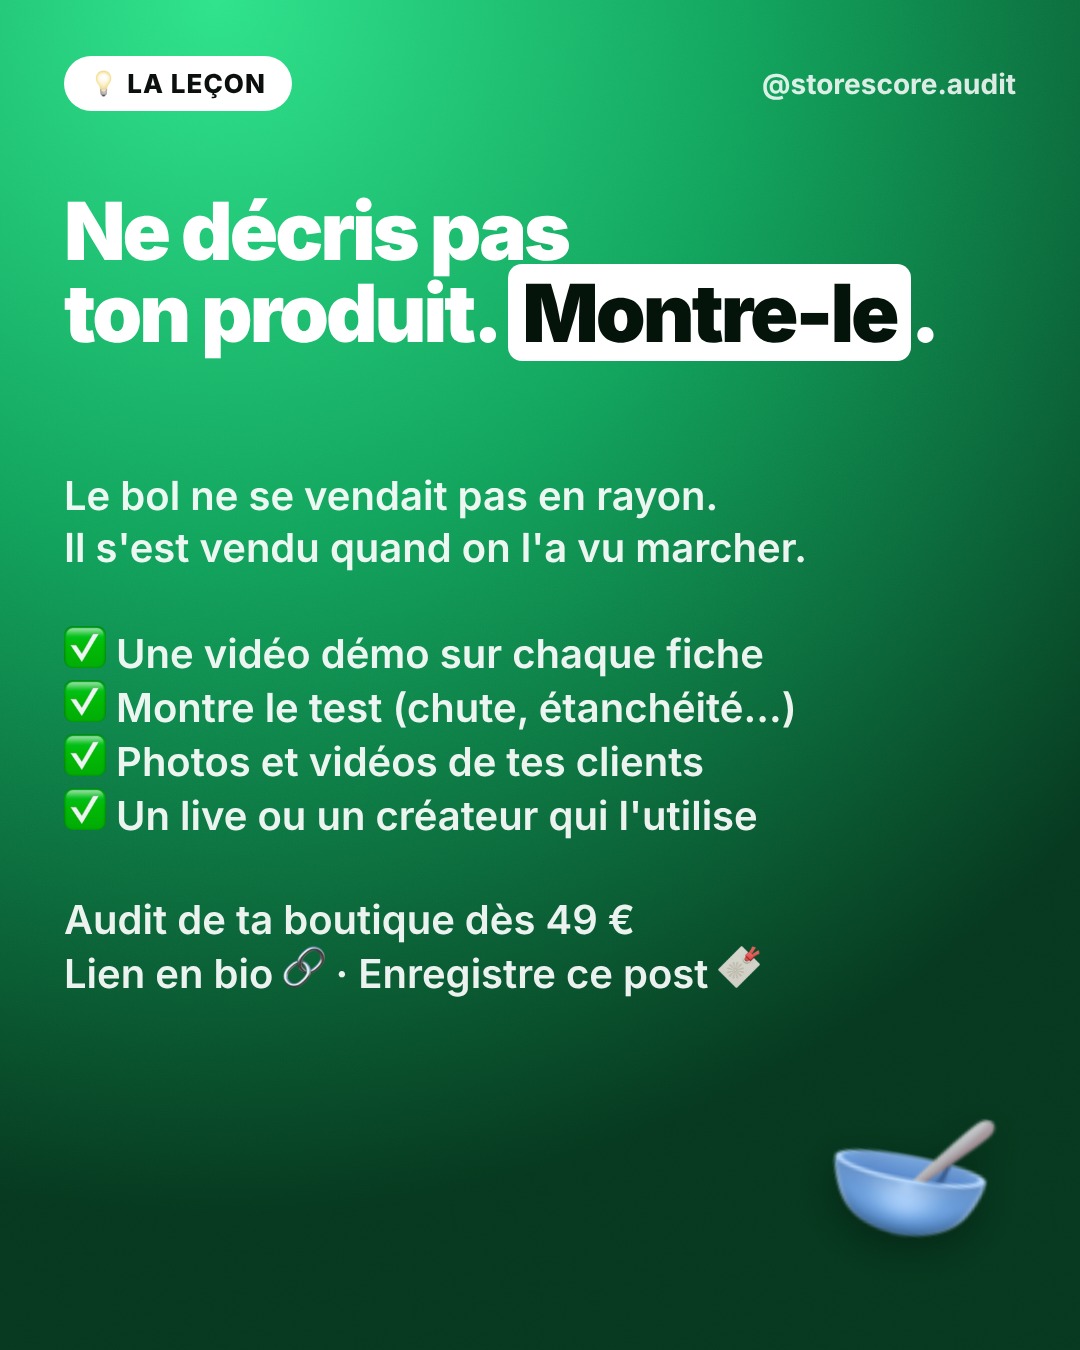 💡 LA LEÇON
@storescore.audit
Ne décris pas
ton produit. Montre-le.
Le bol ne se vendait pas en rayon.
Il s'est vendu quand on l'a vu marcher.
✅ Une vidéo démo sur chaque fiche
✅ Montre le test (chute, étanchéité...)
✅ Photos et vidéos de tes clients
✅ Un live ou un créateur qui l'utilise
Audit de ta boutique dès 49 €
Lien en bio 🔗 · Enregistre ce post 🔖